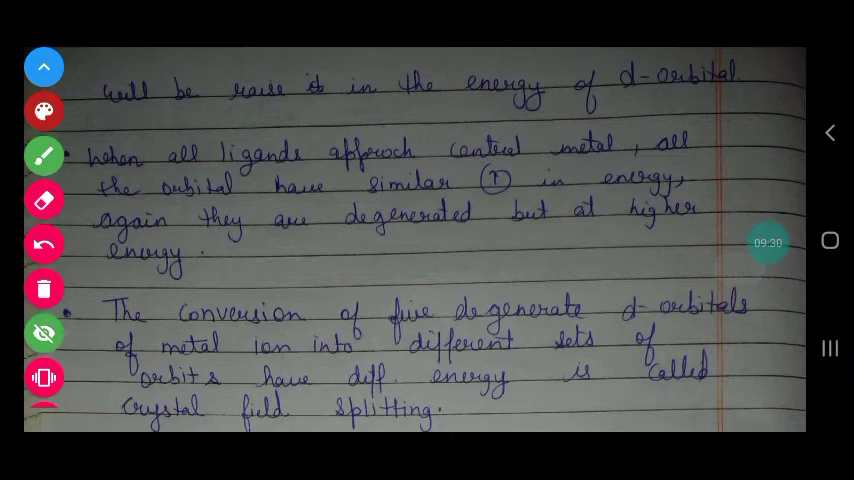 will be raise in the energy of d-orbital.
• When all ligands approch central metal, all
the orbital have similar ↑ in energy,
again they are degenerated but at higher
energy.
• The conversion of five degenerate d-orbitals
of metal ion into different sets of
orbits have diff. energy is called
crystal field splitting.
09:30